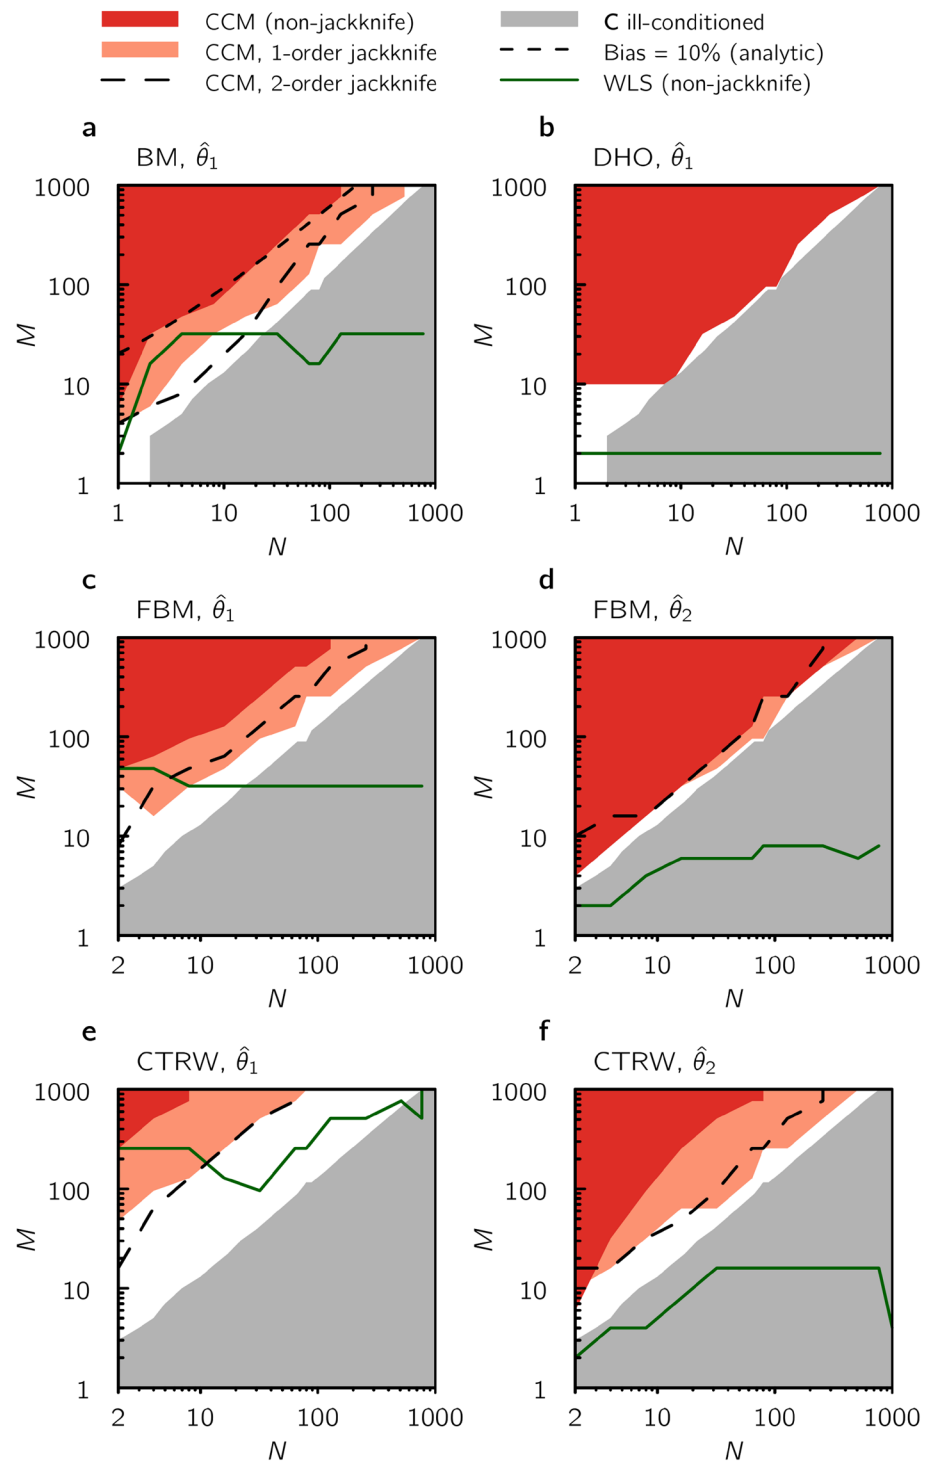 CCM (non-jackknife)
CCM, 1-order jackknife
CCM, 2-order jackknife
C ill-conditioned
Bias = 10% (analytic)
WLS (non-jackknife)
a
BM, θ̂₁
1000
100
10
1
M
1 10 100 1000
N
b
DHO, θ̂₁
1000
100
10
1
M
1 10 100 1000
N
c
FBM, θ̂₁
1000
100
10
1
M
2 10 100 1000
N
d
FBM, θ̂₂
1000
100
10
1
M
2 10 100 1000
N
e
CTRW, θ̂₁
1000
100
10
1
M
2 10 100 1000
N
f
CTRW, θ̂₂
1000
100
10
1
M
2 10 100 1000
N